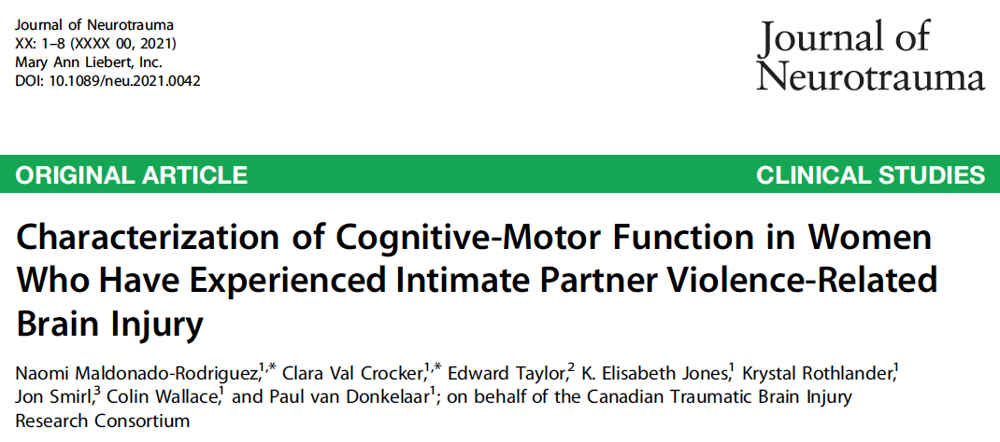 Journal of Neurotrauma
XX: 1–8 (XXXX 00, 2021)
Mary Ann Liebert, Inc.
DOI: 10.1089/neu.2021.0042
Journal of
Neurotrauma
ORIGINAL ARTICLE
CLINICAL STUDIES
Characterization of Cognitive-Motor Function in Women
Who Have Experienced Intimate Partner Violence-Related
Brain Injury
Naomi Maldonado-Rodriguez,1,* Clara Val Crocker,1,* Edward Taylor,2 K. Elisabeth Jones,1 Krystal Rothlander,1
Jon Smirl,3 Colin Wallace,1 and Paul van Donkelaar1; on behalf of the Canadian Traumatic Brain Injury
Research Consortium